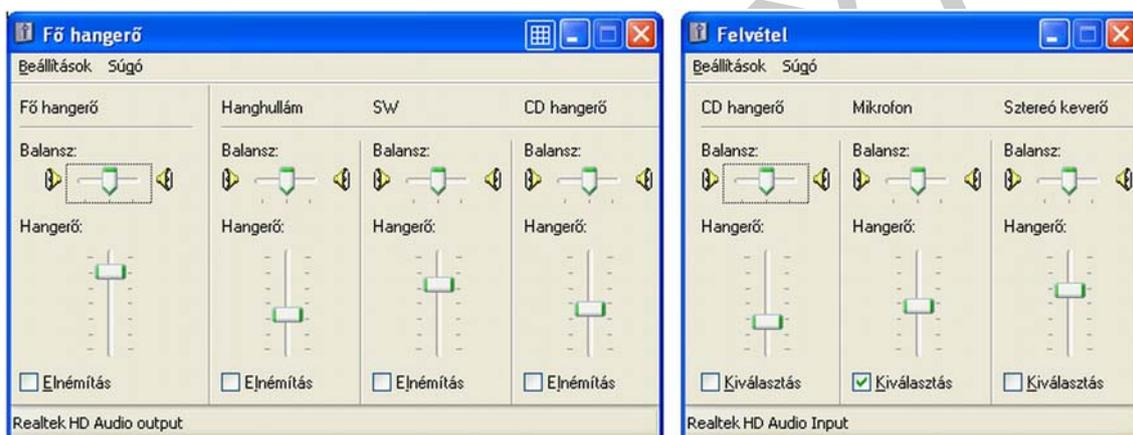 Fő hangerő
Beállítások Súgó
Fő hangerő Hanghullám SW CD hangerő
Balansz: Balansz: Balansz: Balansz:
Hangerő: Hangerő: Hangerő: Hangerő:
Elnémítás Elnémítás Elnémítás Elnémítás
Realtek HD Audio output
Felvétel
Beállítások Súgó
CD hangerő Mikrofon Sztereó keverő
Balansz: Balansz: Balansz:
Hangerő: Hangerő: Hangerő:
Kiválasztás Kiválasztás Kiválasztás
Realtek HD Audio Input